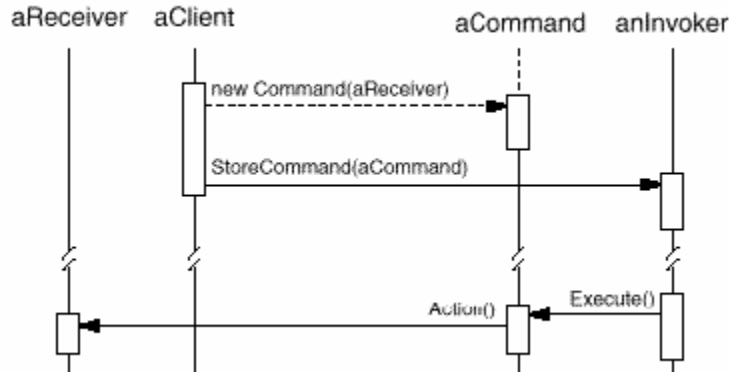 aReceiver aClient aCommand anInvoker
new Command(aReceiver)
StoreCommand(aCommand)
Execute()
Action()